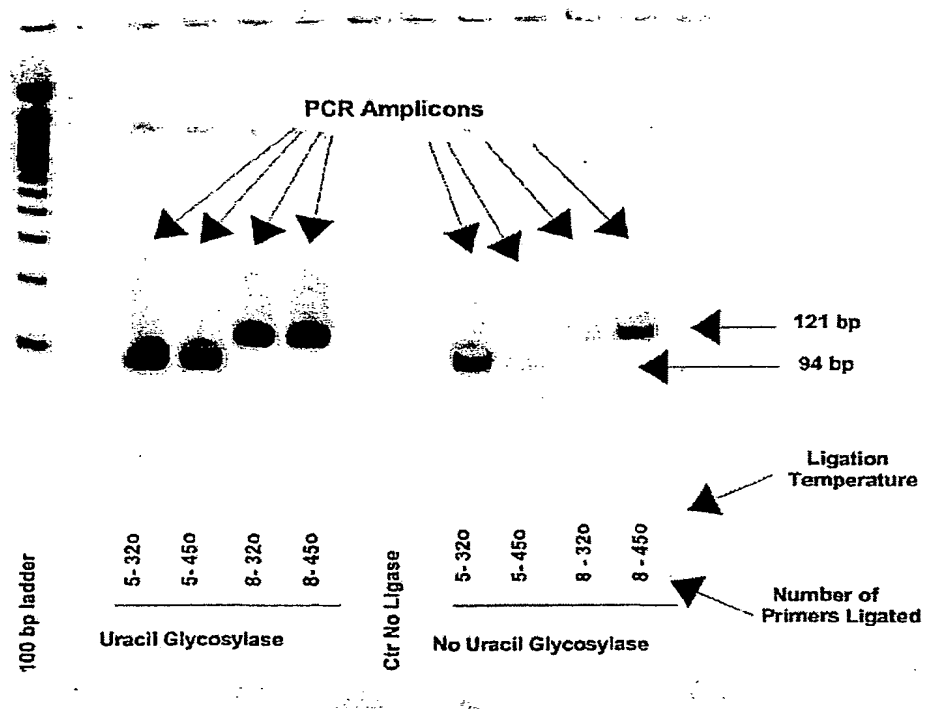 PCR Amplicons
121 bp
94 bp
Ligation
Temperature
100 bp ladder
5-32o
5-45o
8-32o
8-45o
Uracil Glycosylase
Ctr No Ligase
5-32o
5-45o
8-32o
8-45o
No Uracil Glycosylase
Number of
Primers Ligated